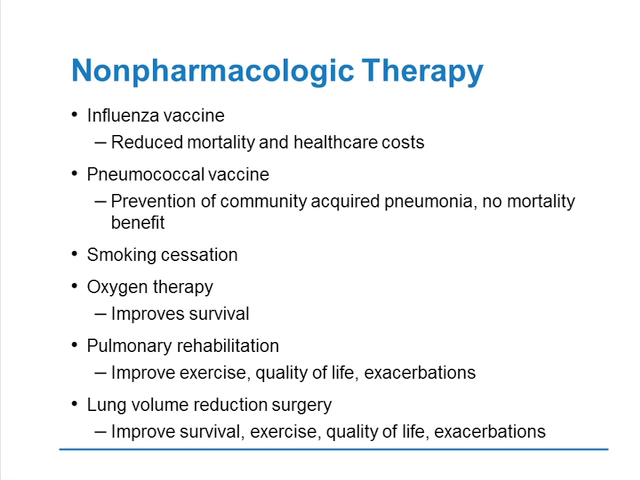 Nonpharmacologic Therapy
• Influenza vaccine
– Reduced mortality and healthcare costs
• Pneumococcal vaccine
– Prevention of community acquired pneumonia, no mortality
benefit
• Smoking cessation
• Oxygen therapy
– Improves survival
• Pulmonary rehabilitation
– Improve exercise, quality of life, exacerbations
• Lung volume reduction surgery
– Improve survival, exercise, quality of life, exacerbations